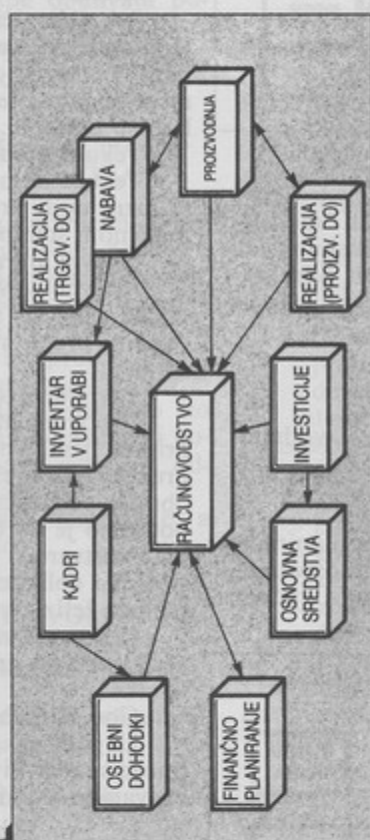 OSEBNI
DOHODKI
KADRI
INVENTAR
V UPORABI
REALIZACIJA
(TRGOV. DO)
NABAVA
FINANČNO
PLANIRANJE
RAČUNOVODSTVO
PROIZVODNJA
OSNOVNA
SREDSTVA
INVESTICIJE
REALIZACIJA
(PROIZV. DO)